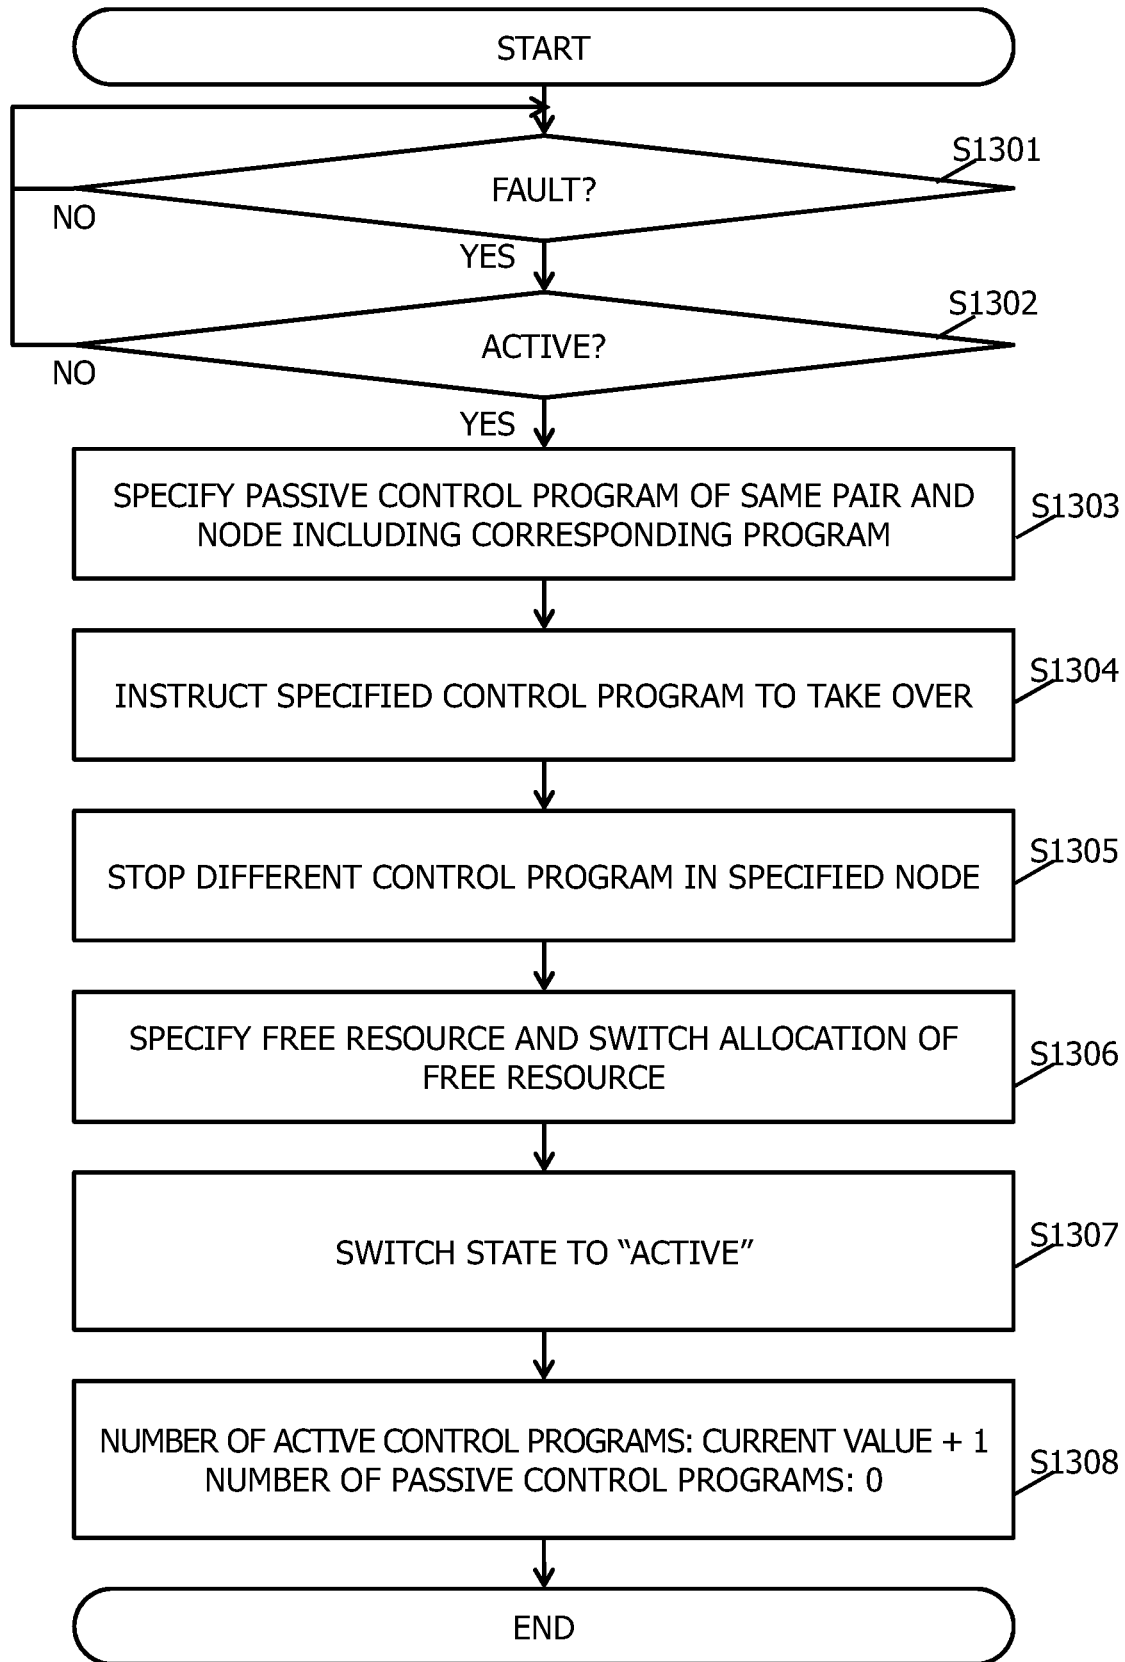 START
S1301
FAULT?
NO
YES
S1302
ACTIVE?
NO
YES
SPECIFY PASSIVE CONTROL PROGRAM OF SAME PAIR AND
NODE INCLUDING CORRESPONDING PROGRAM
S1303
INSTRUCT SPECIFIED CONTROL PROGRAM TO TAKE OVER
S1304
STOP DIFFERENT CONTROL PROGRAM IN SPECIFIED NODE
S1305
SPECIFY FREE RESOURCE AND SWITCH ALLOCATION OF
FREE RESOURCE
S1306
SWITCH STATE TO “ACTIVE”
S1307
NUMBER OF ACTIVE CONTROL PROGRAMS: CURRENT VALUE + 1
NUMBER OF PASSIVE CONTROL PROGRAMS: 0
S1308
END